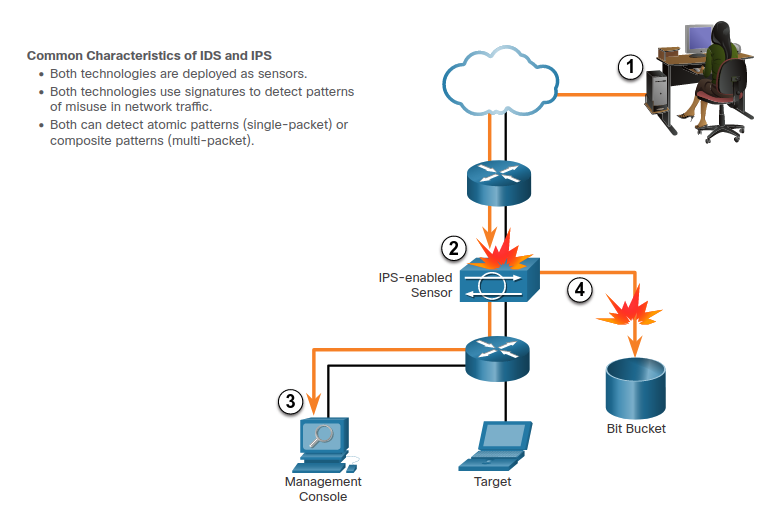 Common Characteristics of IDS and IPS
• Both technologies are deployed as sensors.
• Both technologies use signatures to detect patterns
of misuse in network traffic.
• Both can detect atomic patterns (single-packet) or
composite patterns (multi-packet).
1
2
IPS-enabled
Sensor
4
3
Bit Bucket
Management
Console
Target